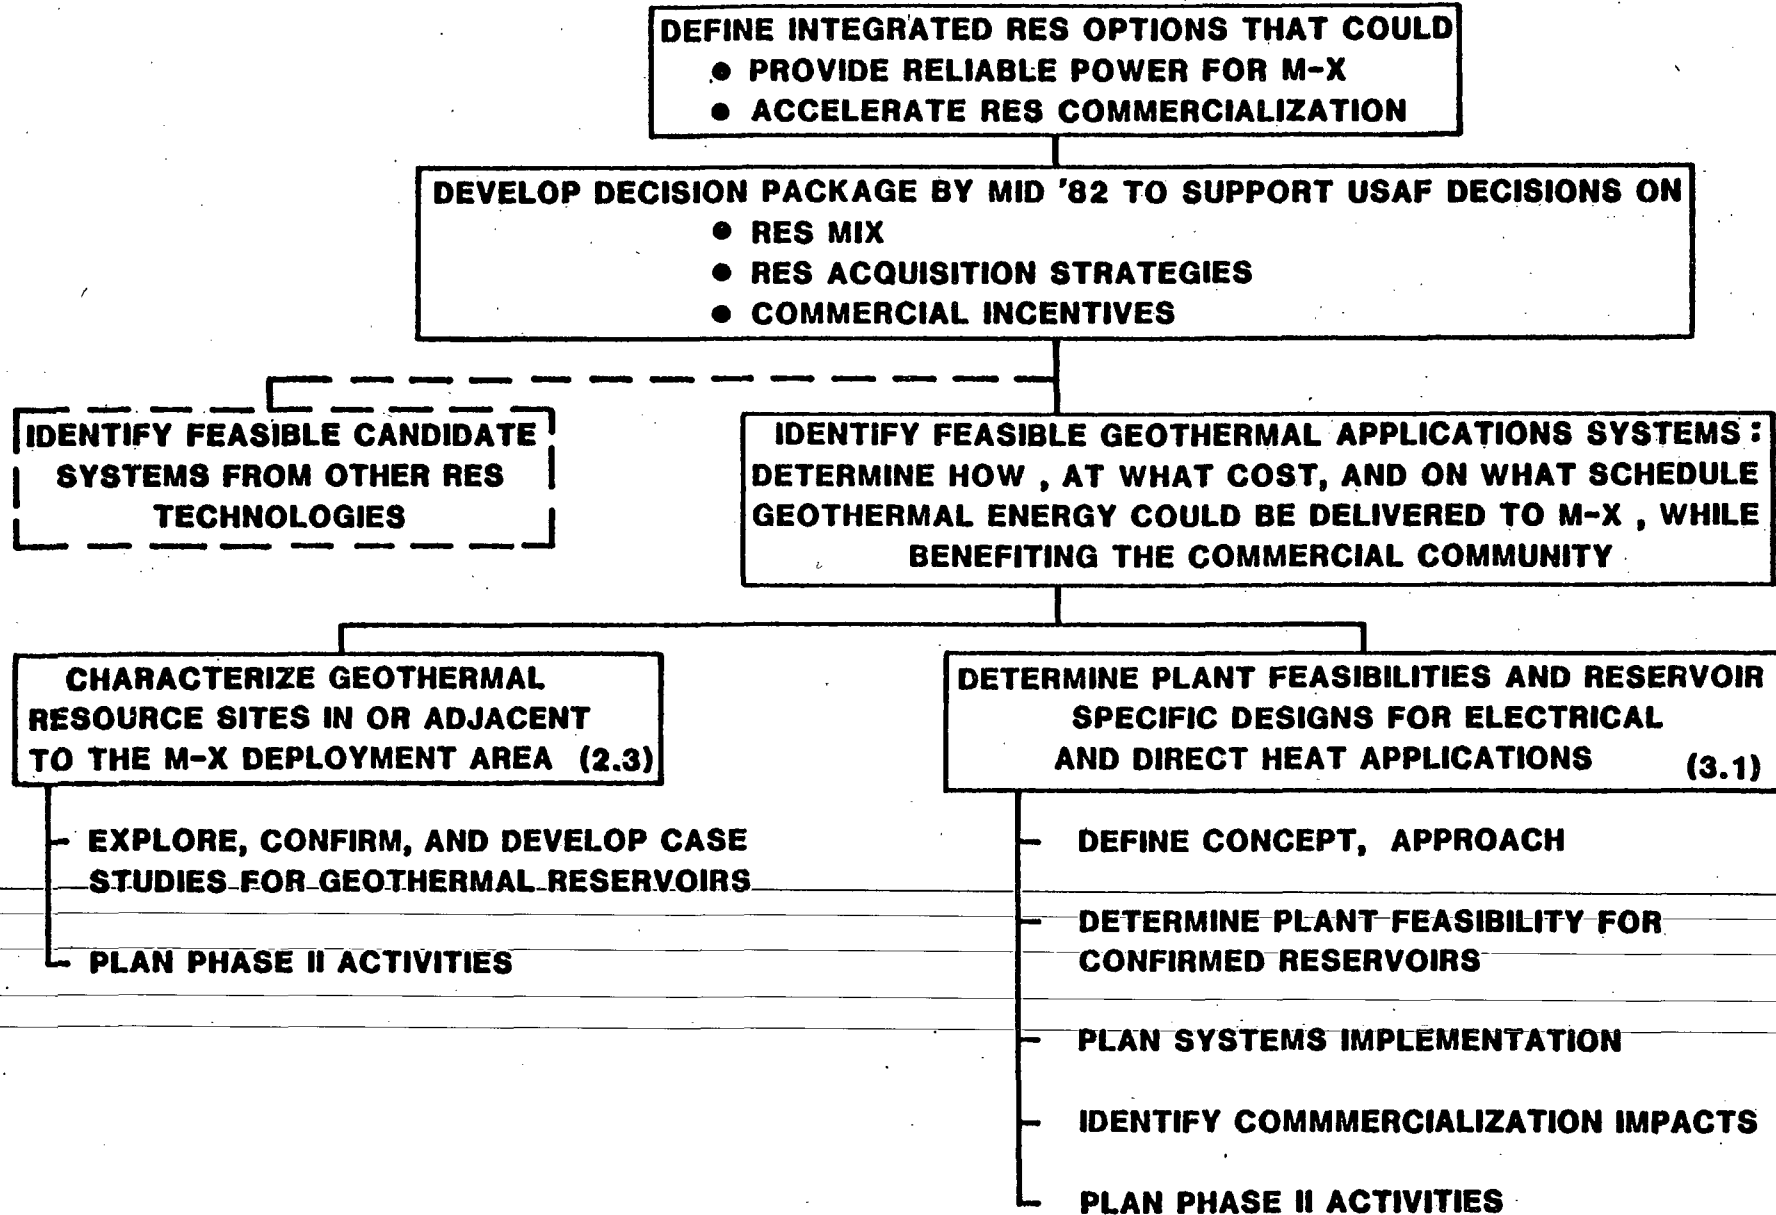 DEFINE INTEGRATED RES OPTIONS THAT COULD
● PROVIDE RELIABLE POWER FOR M-X
● ACCELERATE RES COMMERCIALIZATION
DEVELOP DECISION PACKAGE BY MID '82 TO SUPPORT USAF DECISIONS ON
● RES MIX
● RES ACQUISITION STRATEGIES
● COMMERCIAL INCENTIVES
IDENTIFY FEASIBLE CANDIDATE
SYSTEMS FROM OTHER RES
TECHNOLOGIES
IDENTIFY FEASIBLE GEOTHERMAL APPLICATIONS SYSTEMS :
DETERMINE HOW , AT WHAT COST, AND ON WHAT SCHEDULE
GEOTHERMAL ENERGY COULD BE DELIVERED TO M-X , WHILE
BENEFITING THE COMMERCIAL COMMUNITY
CHARACTERIZE GEOTHERMAL
RESOURCE SITES IN OR ADJACENT
TO THE M-X DEPLOYMENT AREA (2.3)
EXPLORE, CONFIRM, AND DEVELOP CASE
STUDIES FOR GEOTHERMAL RESERVOIRS
PLAN PHASE II ACTIVITIES
DETERMINE PLANT FEASIBILITIES AND RESERVOIR
SPECIFIC DESIGNS FOR ELECTRICAL
AND DIRECT HEAT APPLICATIONS (3.1)
DEFINE CONCEPT, APPROACH
DETERMINE PLANT FEASIBILITY FOR
CONFIRMED RESERVOIRS
PLAN SYSTEMS IMPLEMENTATION
IDENTIFY COMMMERCIALIZATION IMPACTS
PLAN PHASE II ACTIVITIES